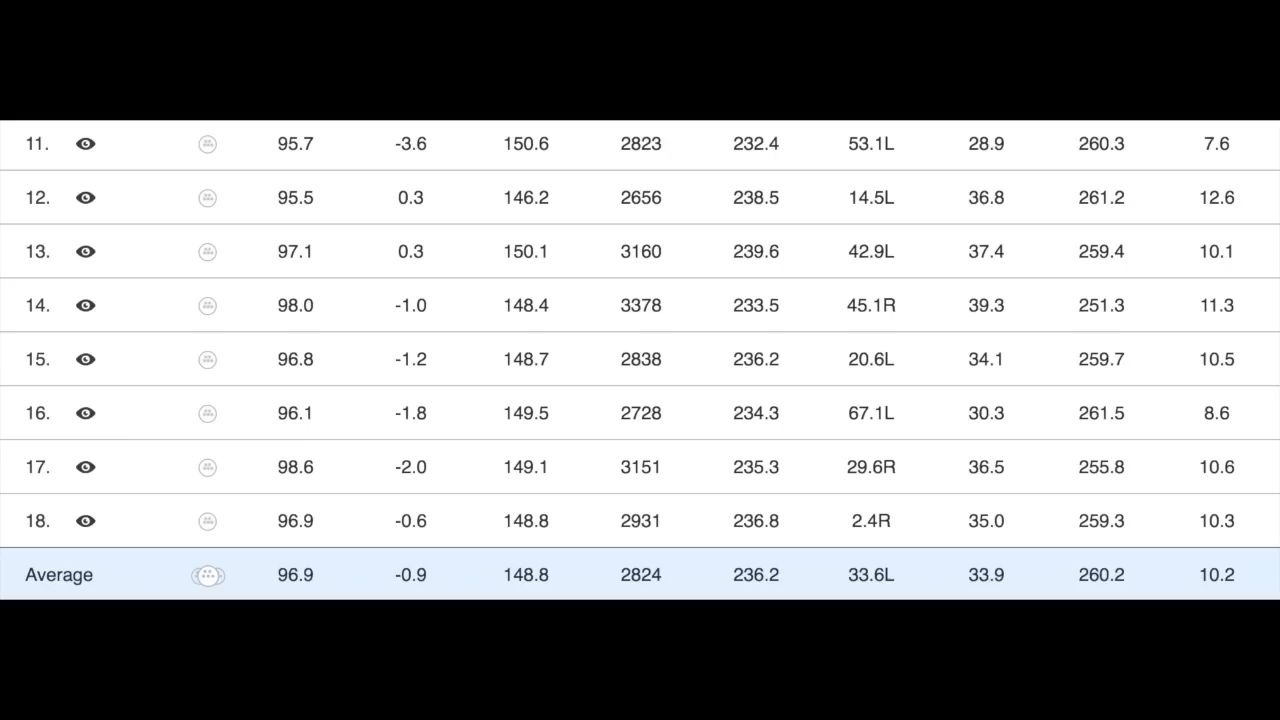 11. 95.7 -3.6 150.6 2823 232.4 53.1L 28.9 260.3 7.6
12. 95.5 0.3 146.2 2656 238.5 14.5L 36.8 261.2 12.6
13. 97.1 0.3 150.1 3160 239.6 42.9L 37.4 259.4 10.1
14. 98.0 -1.0 148.4 3378 233.5 45.1R 39.3 251.3 11.3
15. 96.8 -1.2 148.7 2838 236.2 20.6L 34.1 259.7 10.5
16. 96.1 -1.8 149.5 2728 234.3 67.1L 30.3 261.5 8.6
17. 98.6 -2.0 149.1 3151 235.3 29.6R 36.5 255.8 10.6
18. 96.9 -0.6 148.8 2931 236.8 2.4R 35.0 259.3 10.3
Average 96.9 -0.9 148.8 2824 236.2 33.6L 33.9 260.2 10.2